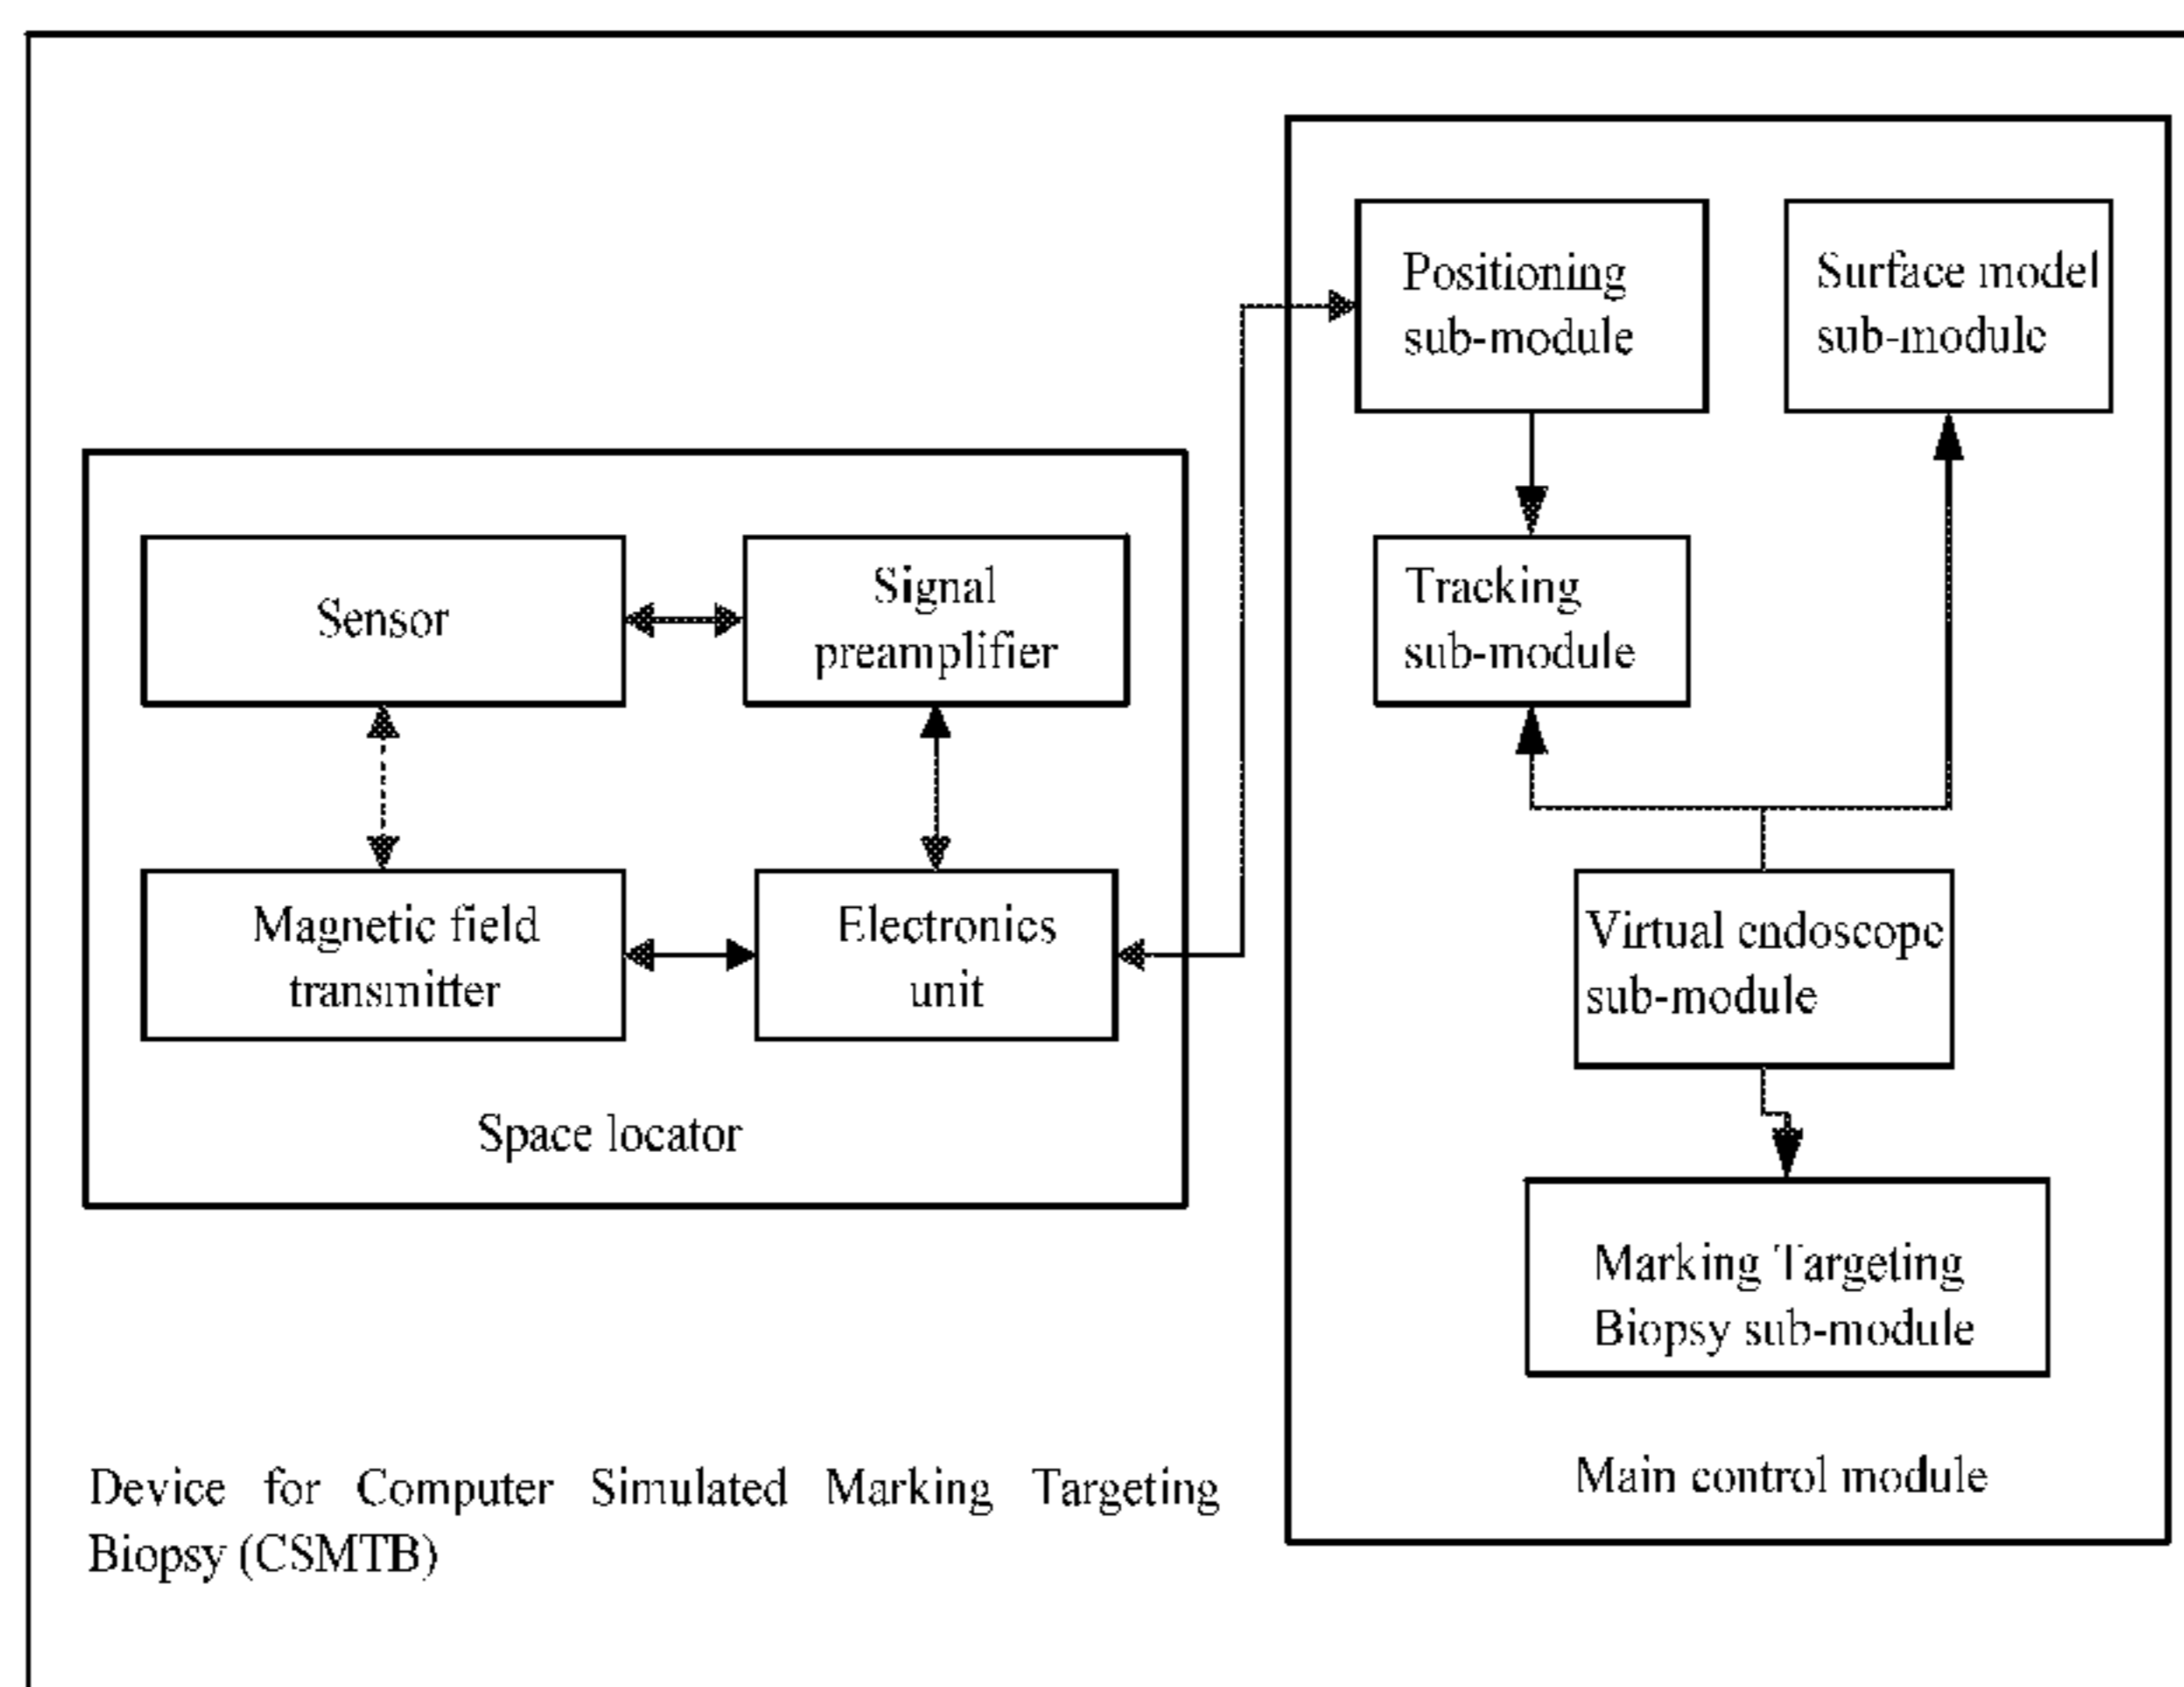 Positioning
sub-module
Surface model
sub-module
Sensor
Signal
preamplifier
Tracking
sub-module
Magnetic field
transmitter
Electronics
unit
Virtual endoscope
sub-module
Space locator
Marking Targeting
Biopsy sub-module
Main control module
Device for Computer Simulated Marking Targeting
Biopsy (CSMTB)